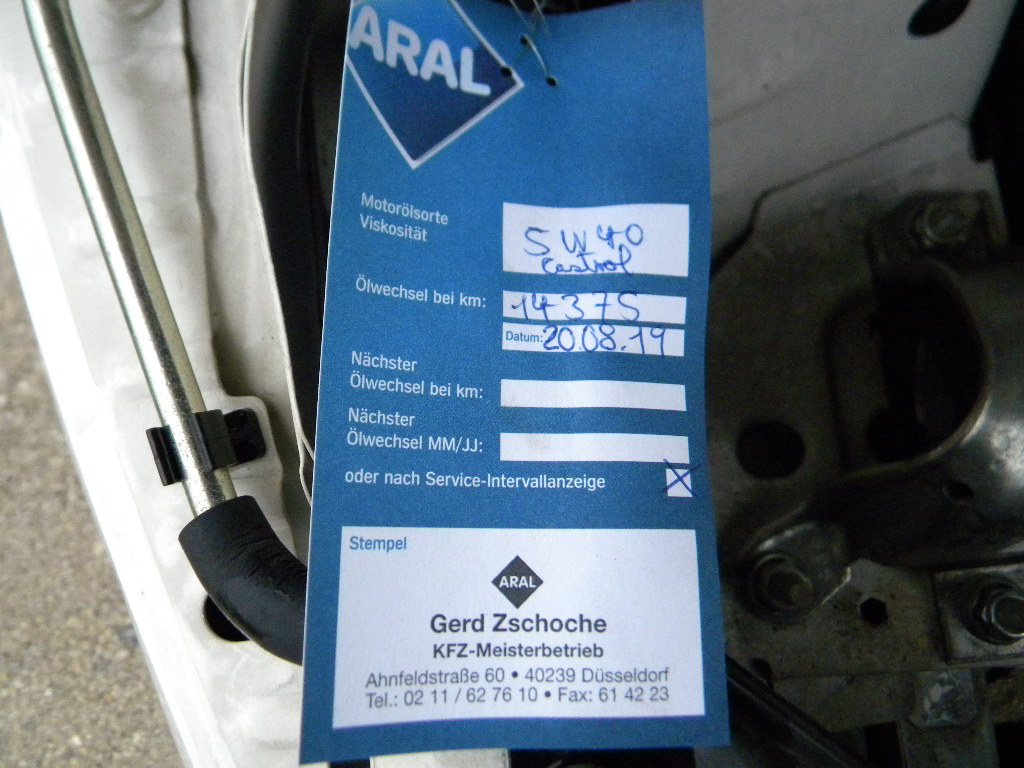 ARAL
Motorölsorte
Viskosität
5 W 40
Castrol
Ölwechsel bei km:
14375
Datum: 20.08.19
Nächster
Ölwechsel bei km:
Nächster
Ölwechsel MM/JJ:
oder nach Service-Intervallanzeige
Stempel
ARAL
Gerd Zschoche
KFZ-Meisterbetrieb
Ahnfeldstraße 60 • 40239 Düsseldorf
Tel.: 02 11 / 62 76 10 • Fax: 61 42 23